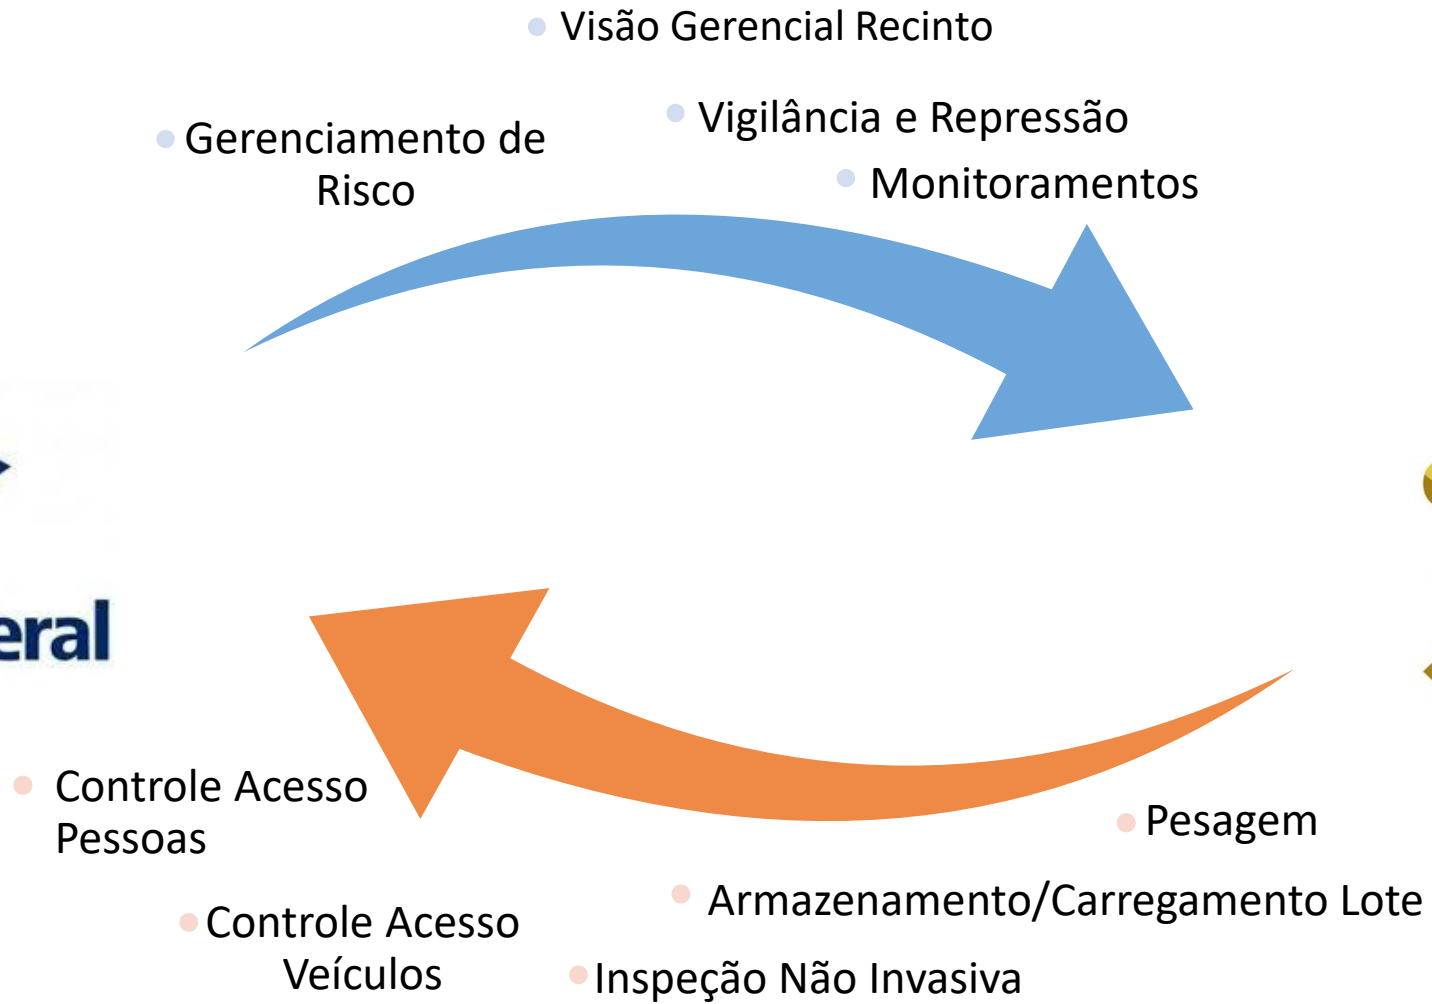 Visão Gerencial Recinto
Vigilância e Repressão
Gerenciamento de
Risco
Monitoramentos
eral
Controle Acesso
Pessoas
Pesagem
Armazenamento/Carregamento Lote
Controle Acesso
Veículos
Inspeção Não Invasiva